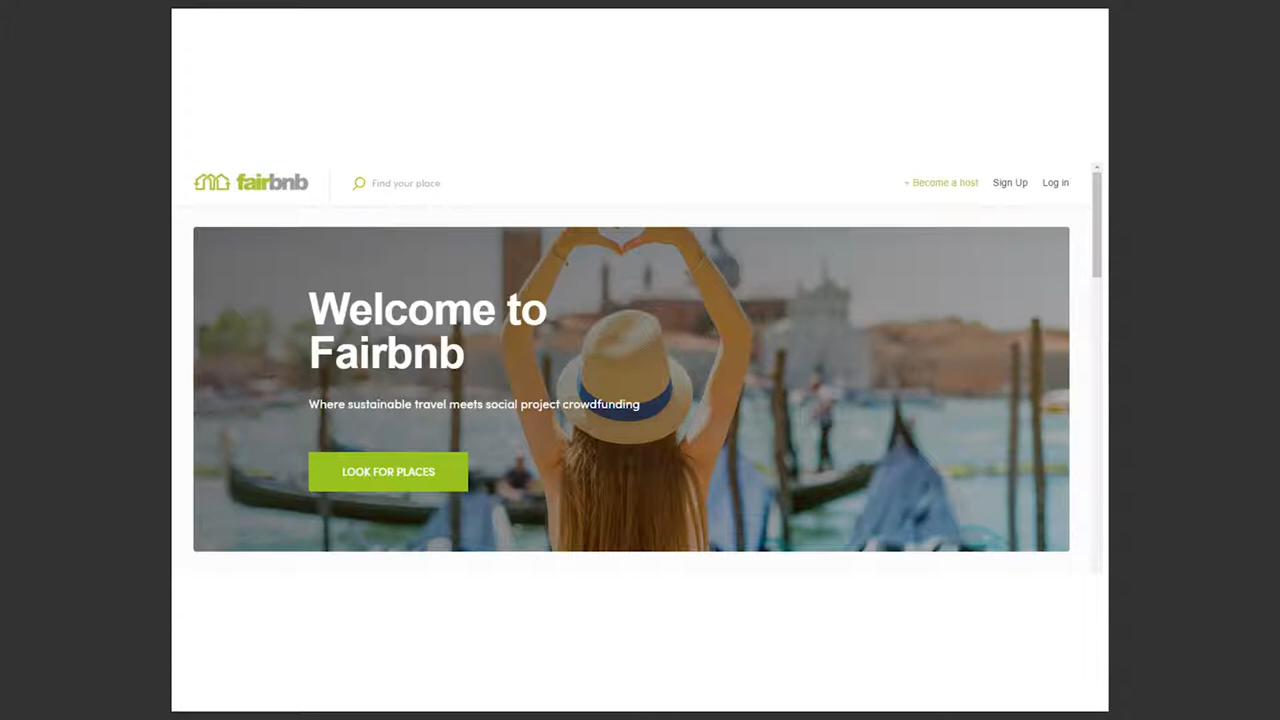 fairbnb
Find your place
+ Become a host
Sign Up
Log in
Welcome to
Fairbnb
Where sustainable travel meets social project crowdfunding
LOOK FOR PLACES